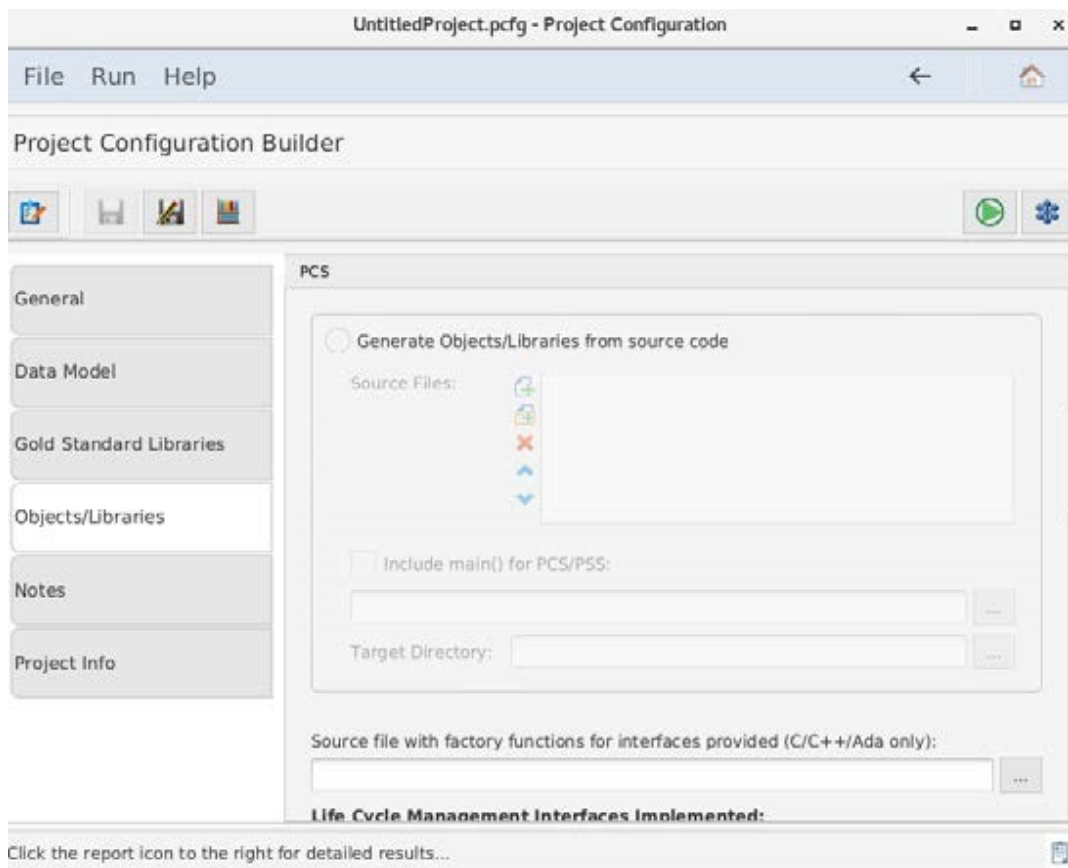 UntitledProject.pcfg - Project Configuration
File Run Help
Project Configuration Builder
General
Data Model
Gold Standard Libraries
Objects/Libraries
Notes
Project Info
PCS
Generate Objects/Libraries from source code
Source Files:
Include main() for PCS/PSS:
...
Target Directory:
...
Source file with factory functions for interfaces provided (C/C++/Ada only):
...
Life Cycle Management Interfaces Implemented:
Click the report icon to the right for detailed results...